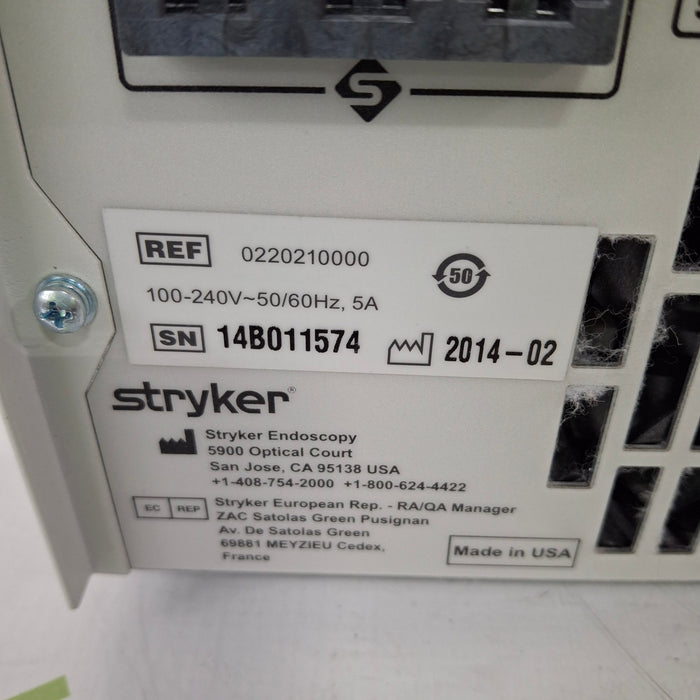 S
REF 0220210000
50
100-240V~50/60Hz, 5A
SN 14B011574 2014-02
stryker®
Stryker Endoscopy
5900 Optical Court
San Jose, CA 95138 USA
+1-408-754-2000 +1-800-624-4422
EC REP Stryker European Rep. - RA/QA Manager
ZAC Satolas Green Pusignan
Av. De Satolas Green
69881 MEYZIEU Cedex,
France
Made in USA